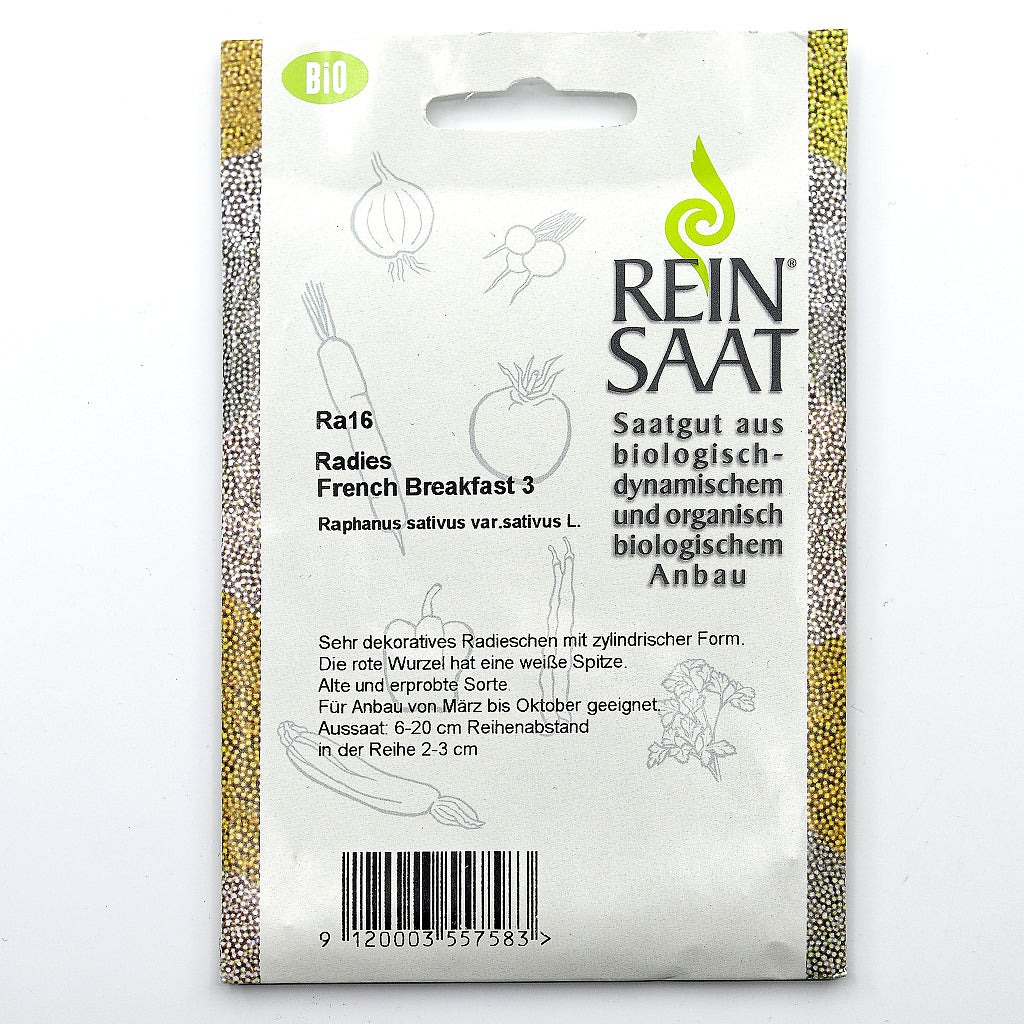 BiO
REIN®
SAAT
Saatgut aus
biologisch-
dynamischem
und organisch
biologischem
Anbau
Ra16
Radies
French Breakfast 3
Raphanus sativus var.sativus L.
Sehr dekoratives Radieschen mit zylindrischer Form.
Die rote Wurzel hat eine weiße Spitze.
Alte und erprobte Sorte.
Für Anbau von März bis Oktober geeignet.
Aussaat: 6-20 cm Reihenabstand
in der Reihe 2-3 cm
9 120003 557583 >